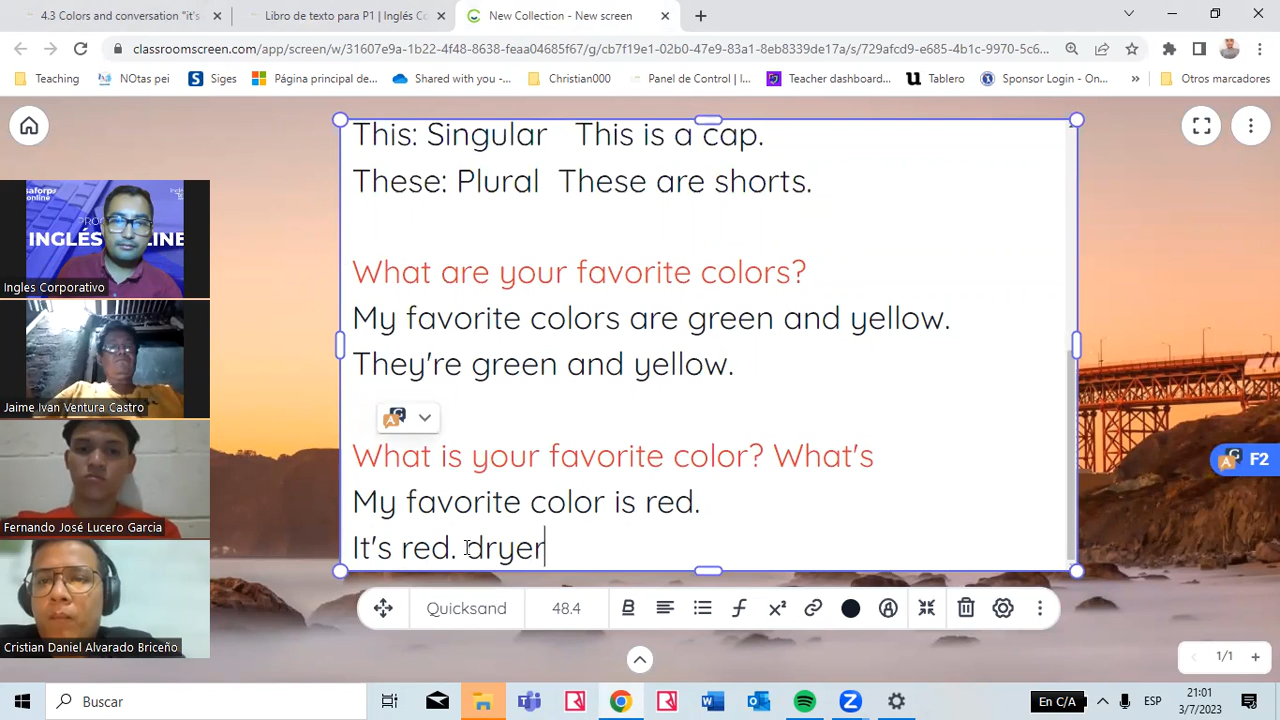 4.3 Colors and conversation "it's
Libro de texto para P1 | Inglés Co
New Collection - New screen
classroomscreen.com/app/screen/w/31607e9a-1b22-4f48-8638-feaa04685f67/g/cb7f19e1-02b0-47e9-83a1-8eb8339de17a/s/729afcd9-e685-4b1c-9970-5c6...
Teaching
NOtas pei
Siges
Página principal de...
Shared with you -...
Christian000
Panel de Control | I...
Teacher dashboard...
Tablero
Sponsor Login - On...
Otros marcadores
This: Singular This is a cap.
These: Plural These are shorts.
What are your favorite colors?
My favorite colors are green and yellow.
They're green and yellow.
What is your favorite color? What's
My favorite color is red.
It's red. dryer
INGLÉS ONLINE
Ingles Corporativo
Jaime Ivan Ventura Castro
Fernando José Lucero Garcia
Cristian Daniel Alvarado Briceño
F2
Quicksand 48.4
1/1
Buscar
En C/A
ESP
21:01
3/7/2023